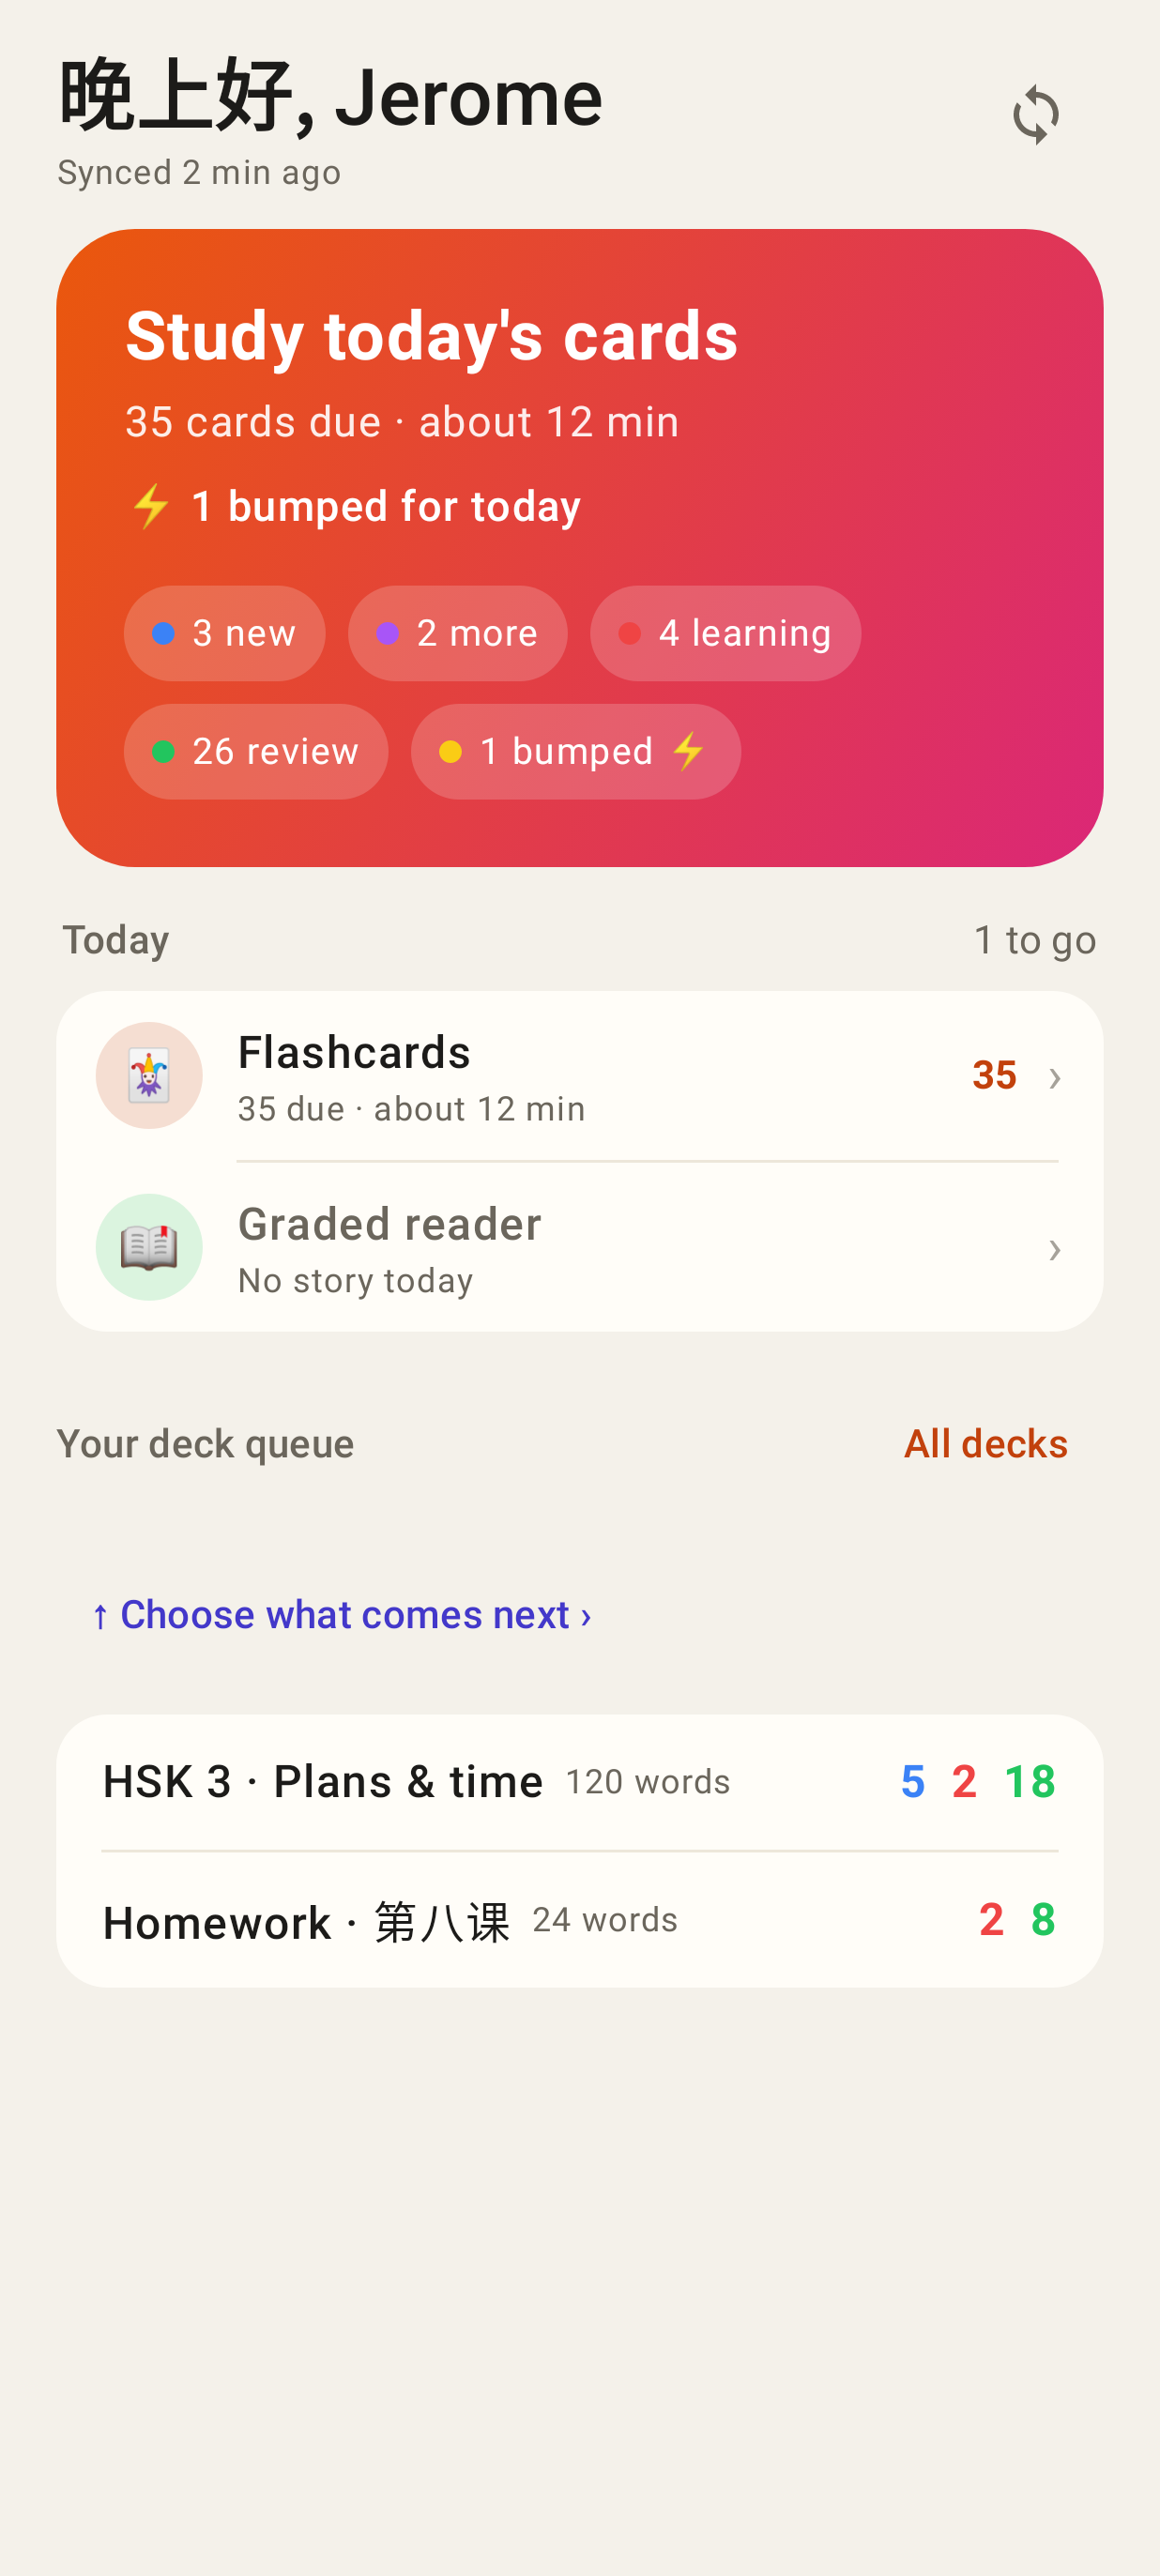 晚上好, Jerome
Synced 2 min ago
Study today's cards
35 cards due · about 12 min
⚡ 1 bumped for today
3 new
2 more
4 learning
26 review
1 bumped ⚡
Today
1 to go
Flashcards
35 due · about 12 min
35 ›
Graded reader
No story today
›
Your deck queue
All decks
↑ Choose what comes next ›
HSK 3 · Plans & time 120 words 5 2 18
Homework · 第八课 24 words 2 8